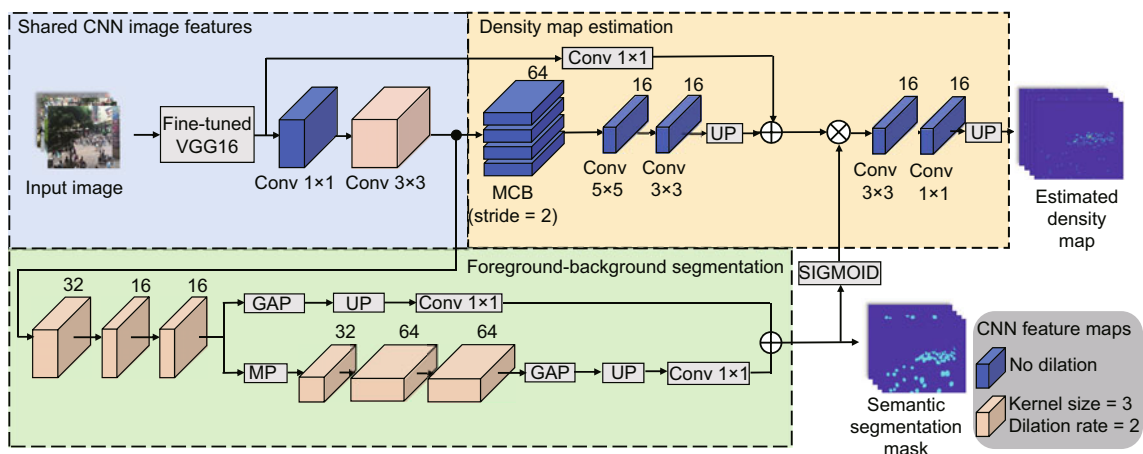 Shared CNN image features
Density map estimation
Input image
Fine-tuned
VGG16
Conv 1×1
Conv 3×3
Conv 1×1
64
MCB
(stride = 2)
16
16
Conv
5×5
Conv
3×3
UP
16
16
Conv
3×3
Conv
1×1
UP
Estimated
density
map
Foreground-background segmentation
32
16
16
GAP
UP
Conv 1×1
MP
32
64
64
GAP
UP
Conv 1×1
SIGMOID
Semantic
segmentation
mask
CNN feature maps
No dilation
Kernel size = 3
Dilation rate = 2